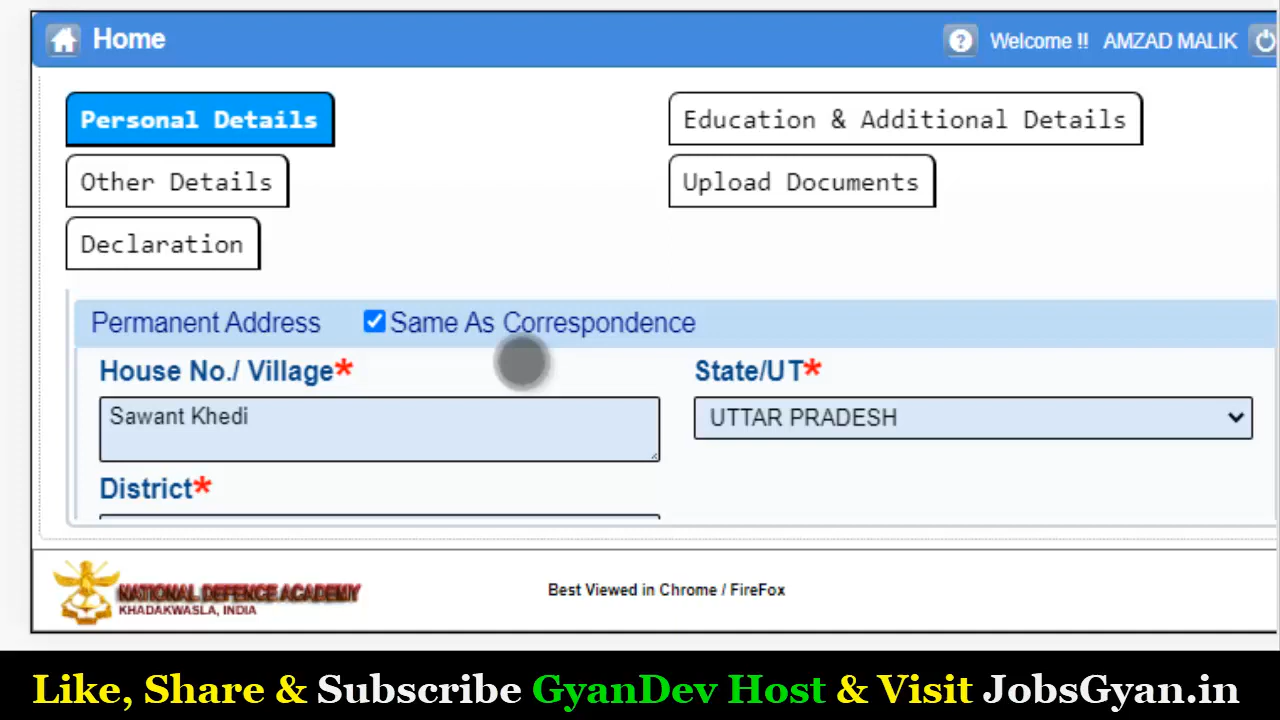 Home
? Welcome !! AMZAD MALIK
Personal Details
Education & Additional Details
Other Details
Upload Documents
Declaration
Permanent Address Same As Correspondence
House No./ Village*
State/UT*
Sawant Khedi
UTTAR PRADESH
District*
NATIONAL DEFENCE ACADEMY
KHADAKWASLA, INDIA
Best Viewed in Chrome / FireFox
Like, Share & Subscribe GyanDev Host & Visit JobsGyan.in